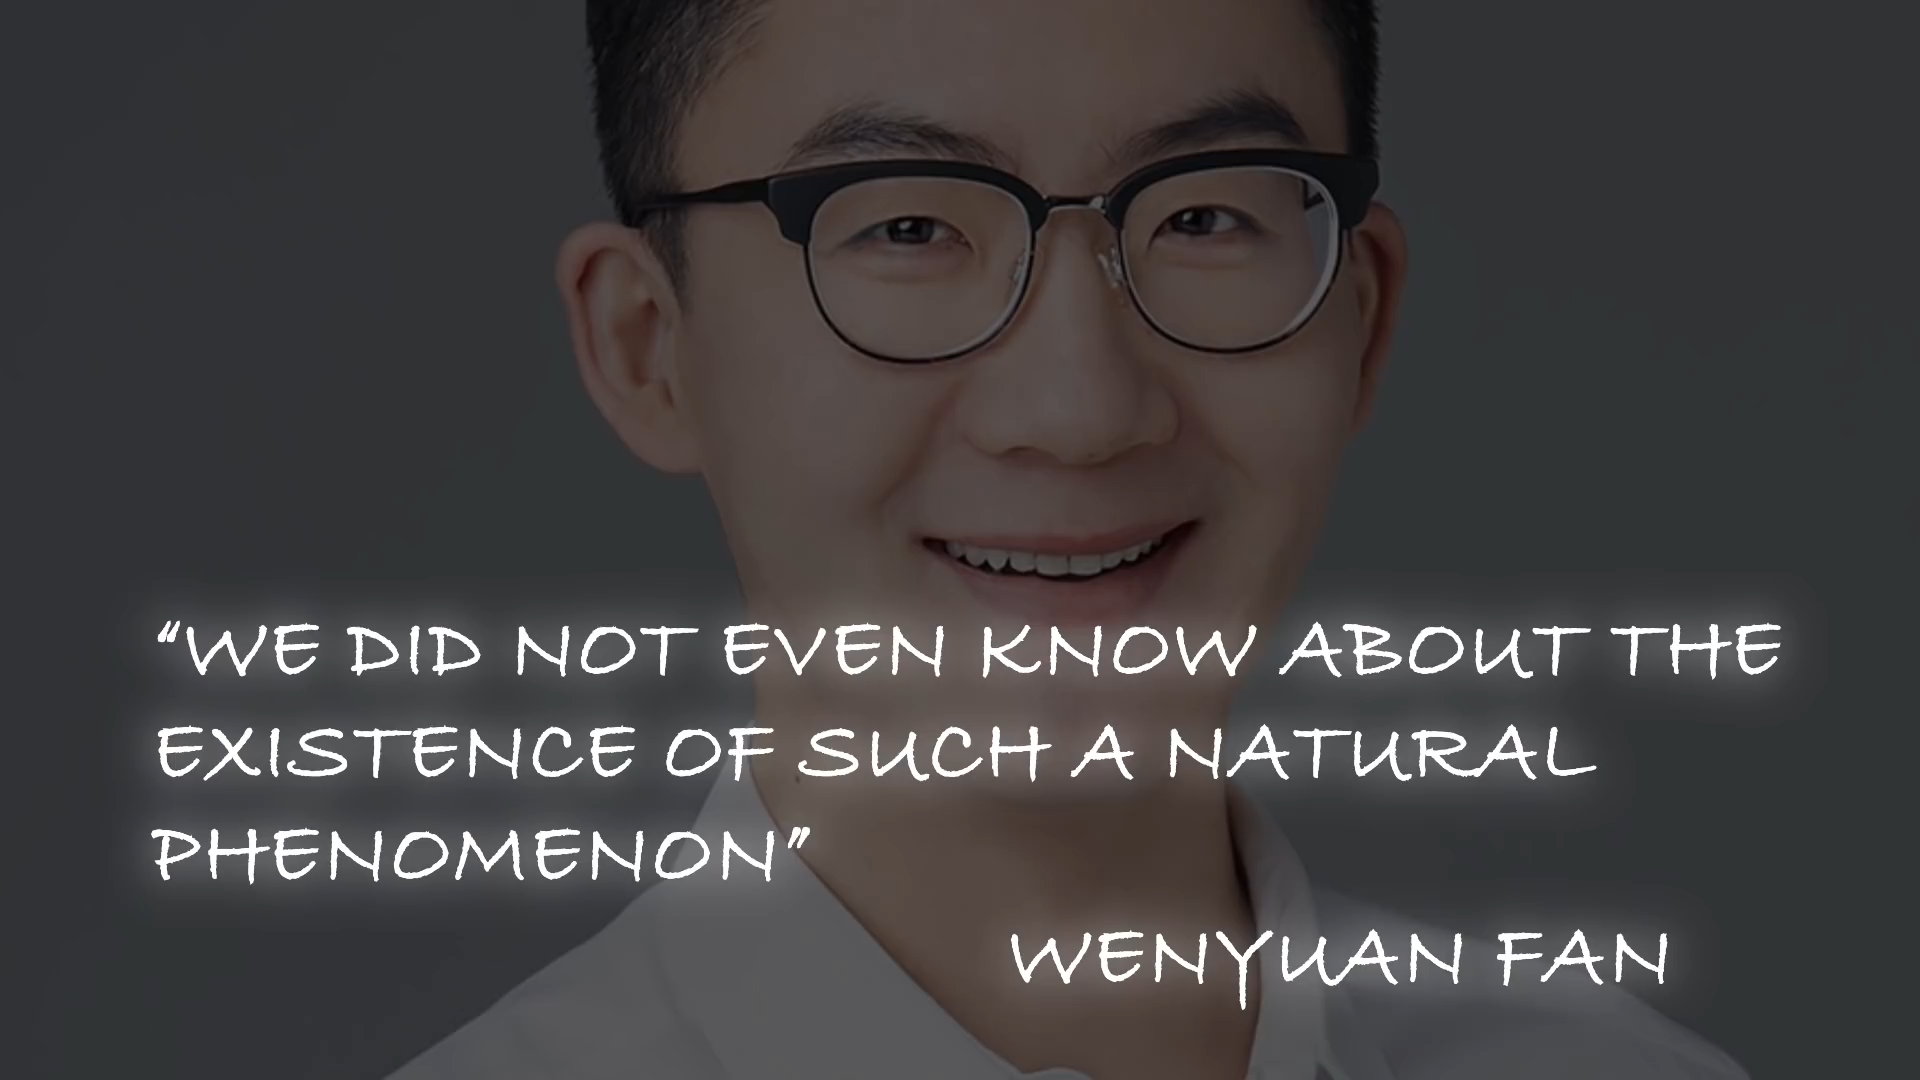 “WE DID NOT EVEN KNOW ABOUT THE
EXISTENCE OF SUCH A NATURAL
PHENOMENON”
WENYUAN FAN